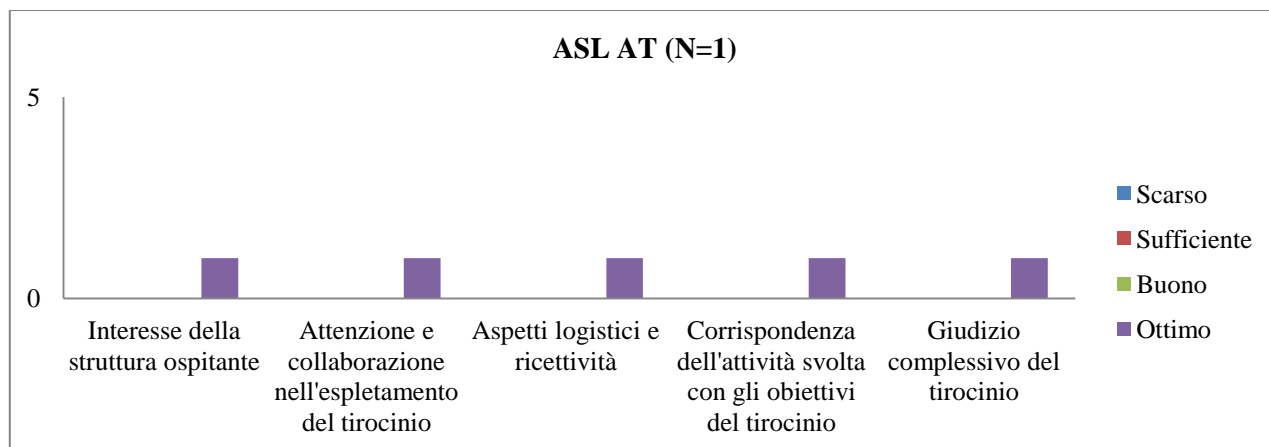 ASL AT (N=1)
5
0
Interesse della
struttura ospitante
Attenzione e
collaborazione
nell'espletamento
del tirocinio
Aspetti logistici e
ricettività
Corrispondenza
dell'attività svolta
con gli obiettivi
del tirocinio
Giudizio
complessivo del
tirocinio
Scarso
Sufficiente
Buono
Ottimo